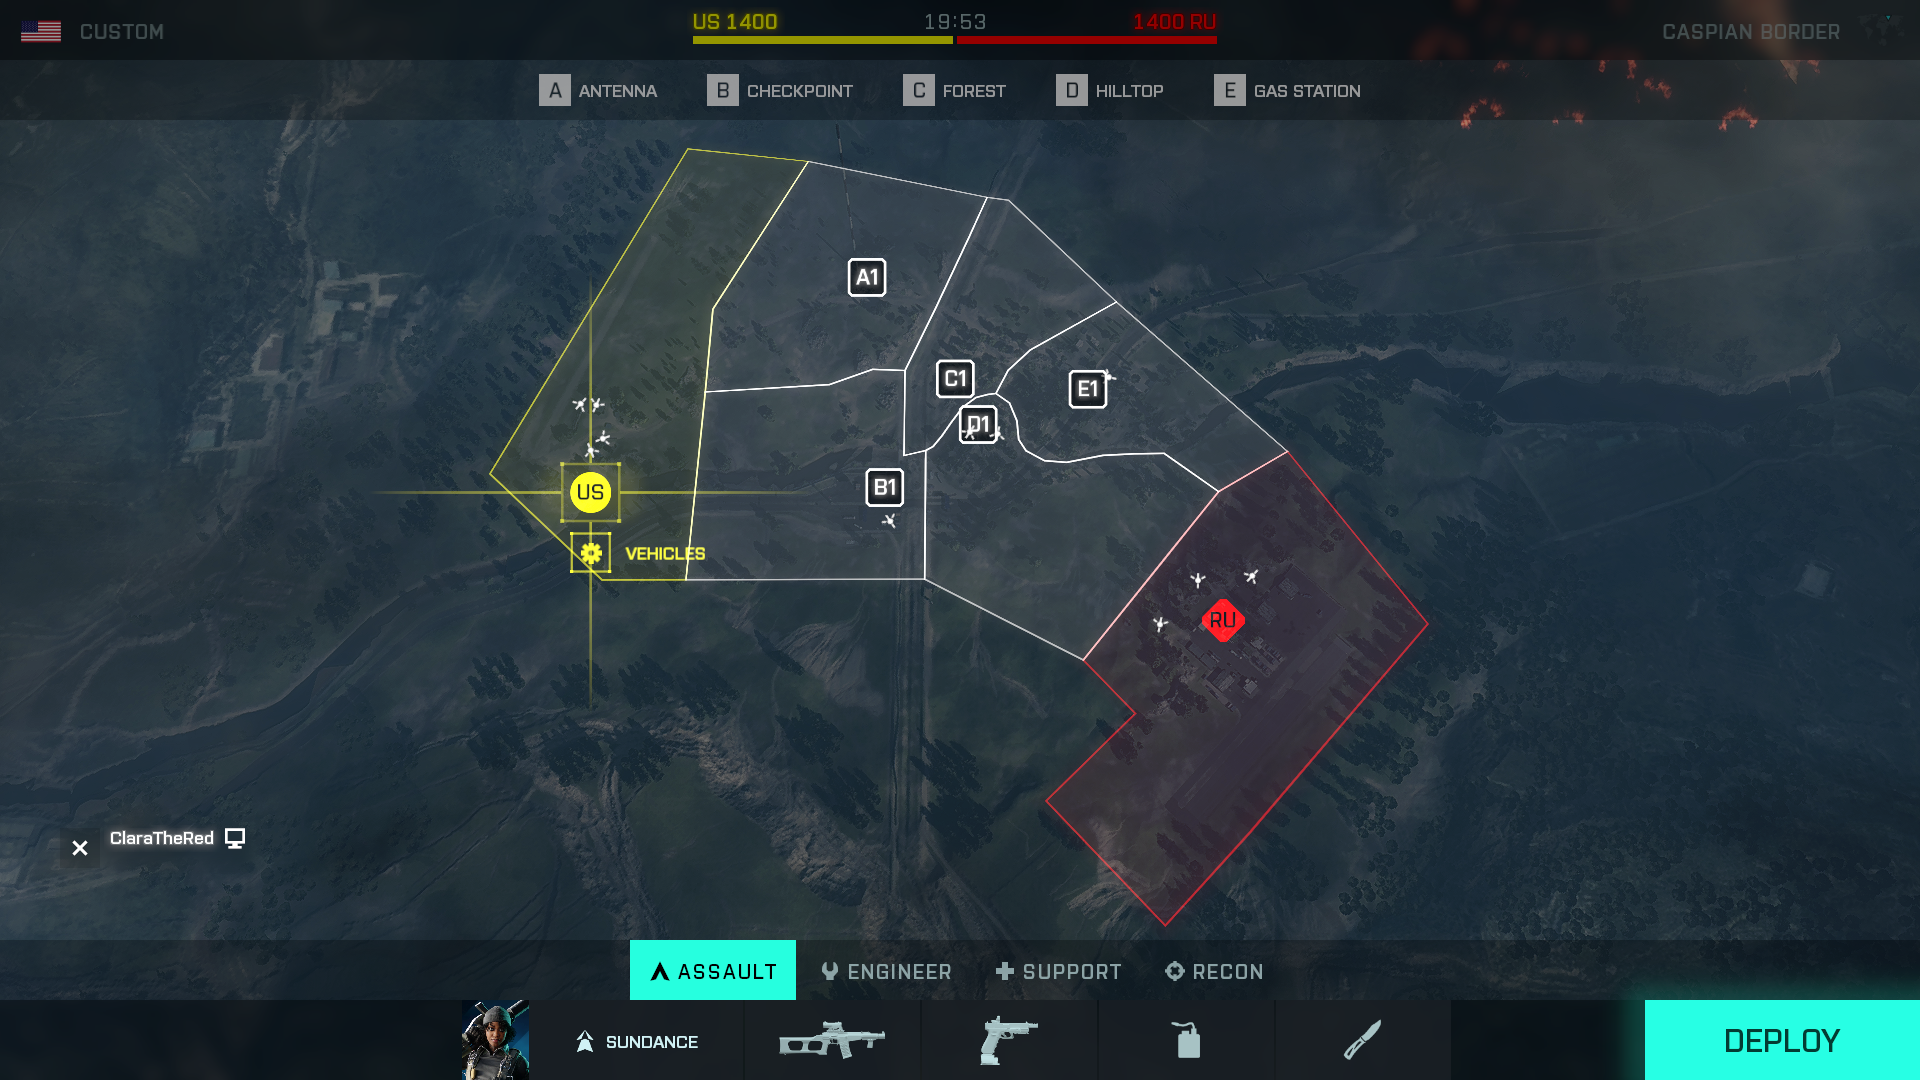 CUSTOM
US 1400
19:53
1400 RU
CASPIAN BORDER
A ANTENNA
B CHECKPOINT
C FOREST
D HILLTOP
E GAS STATION
A1
C1
E1
D1
B1
US
VEHICLES
RU
ClaraTheRed
ASSAULT
ENGINEER
SUPPORT
RECON
SUNDANCE
DEPLOY